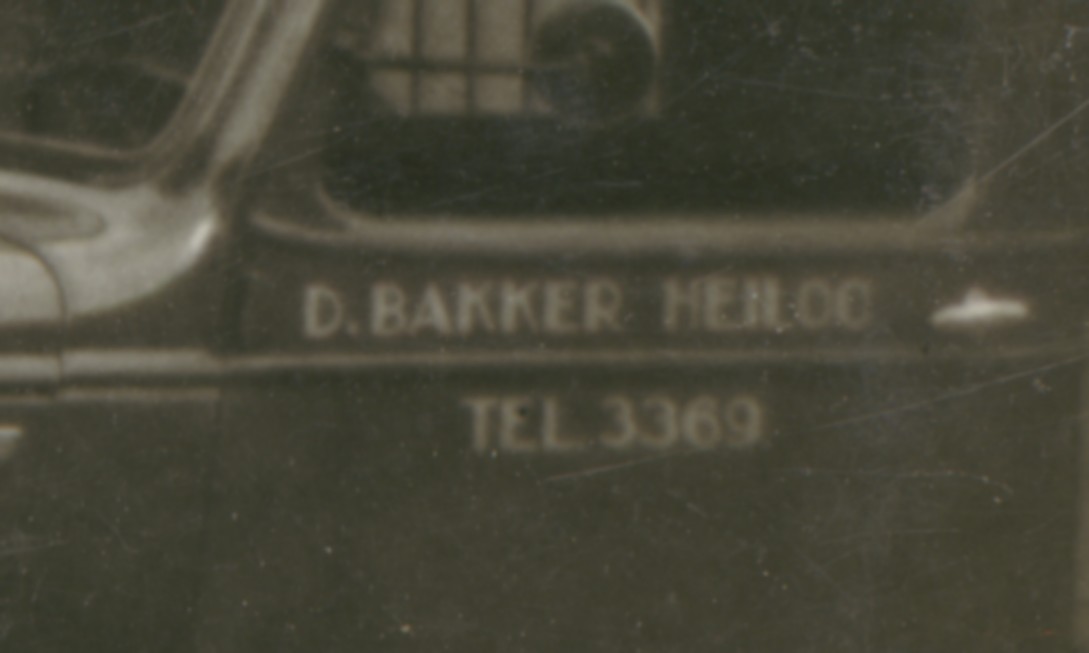 D. BAKKER HEILOO
TEL. 3369